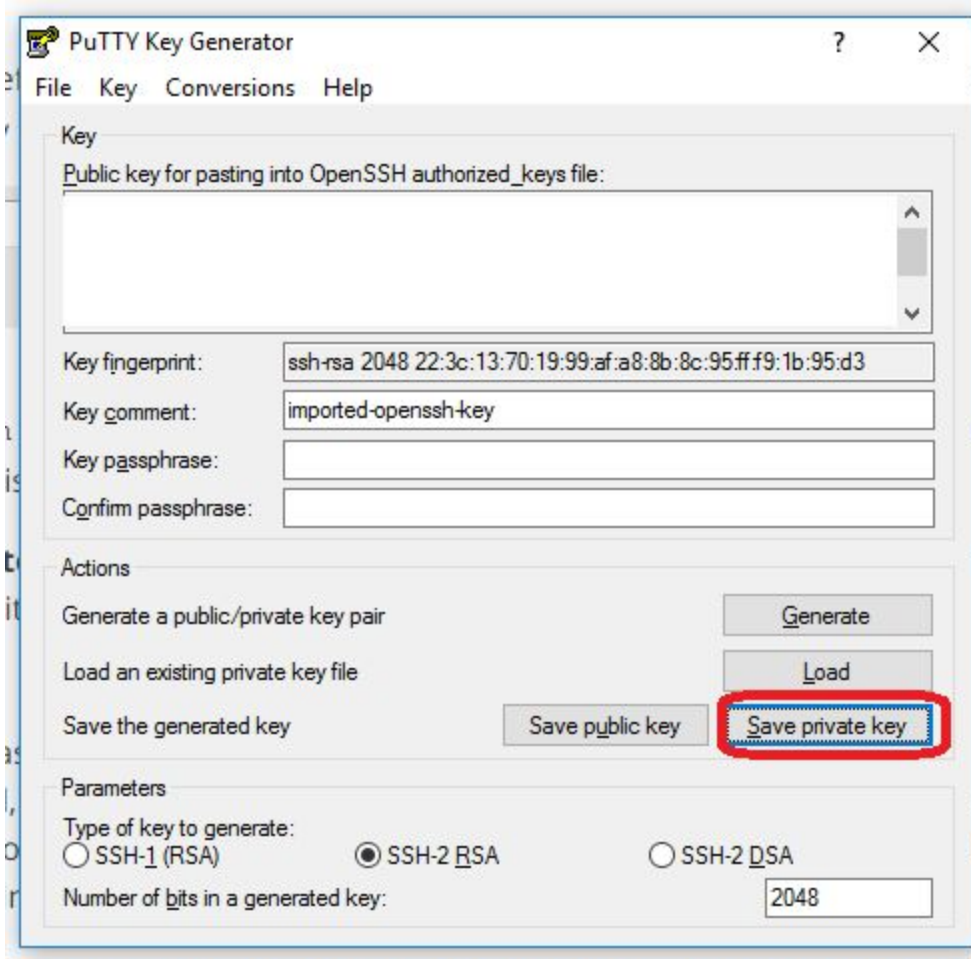 PuTTY Key Generator
?
File Key Conversions Help
Key
Public key for pasting into OpenSSH authorized_keys file:
Key fingerprint:
ssh-rsa 2048 22:3c:13:70:19:99:af:a8:8b:8c:95:ff:f9:1b:95:d3
Key comment:
imported-openssh-key
Key passphrase:
Confirm passphrase:
Actions
Generate a public/private key pair
Generate
Load an existing private key file
Load
Save the generated key
Save public key
Save private key
Parameters
Type of key to generate:
SSH-1 (RSA)
SSH-2 RSA
SSH-2 DSA
Number of bits in a generated key:
2048